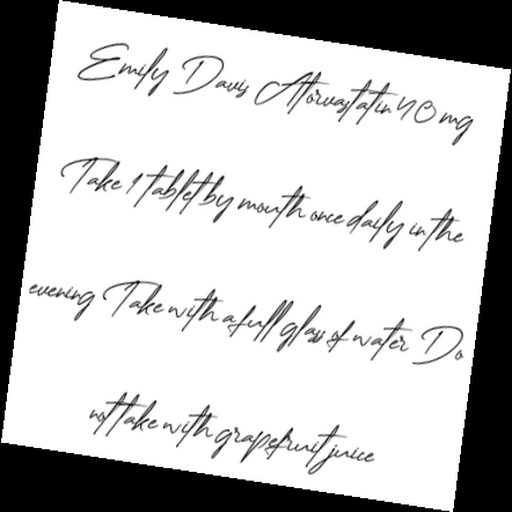 Emily Davis Atorvastatin 40 mg
Take 1 tablet by mouth once daily in the
evening Take with a full glass of water Do
not take with grapefruit juice